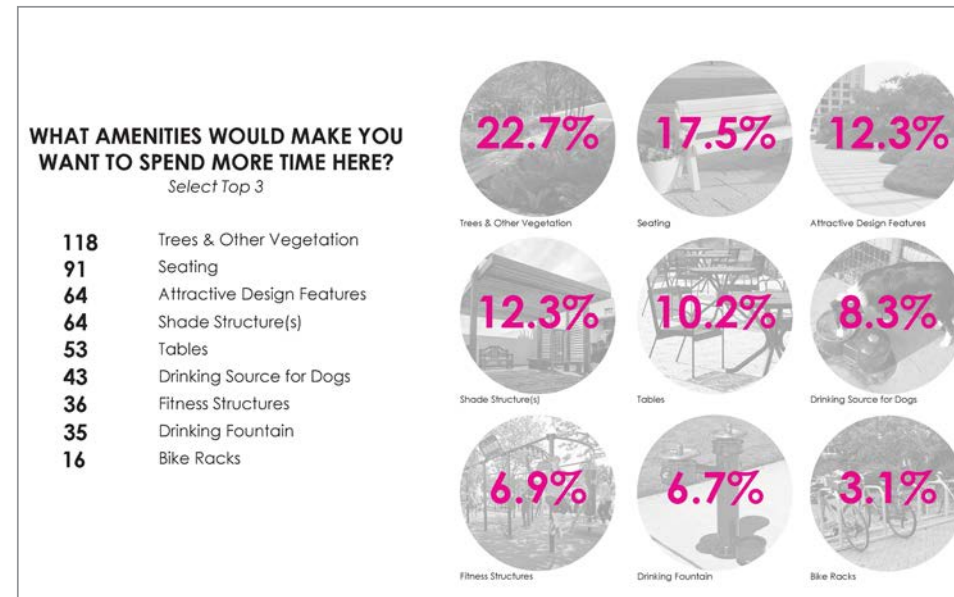 WHAT AMENITIES WOULD MAKE YOU
WANT TO SPEND MORE TIME HERE?
Select Top 3
118 Trees & Other Vegetation
91 Seating
64 Attractive Design Features
64 Shade Structure(s)
53 Tables
43 Drinking Source for Dogs
36 Fitness Structures
35 Drinking Fountain
16 Bike Racks
22.7% 17.5% 12.3%
Trees & Other Vegetation Seating Attractive Design Features
12.3% 10.2% 8.3%
Shade Structure(s) Tables Drinking Source for Dogs
6.9% 6.7% 3.1%
Fitness Structures Drinking Fountain Bike Racks